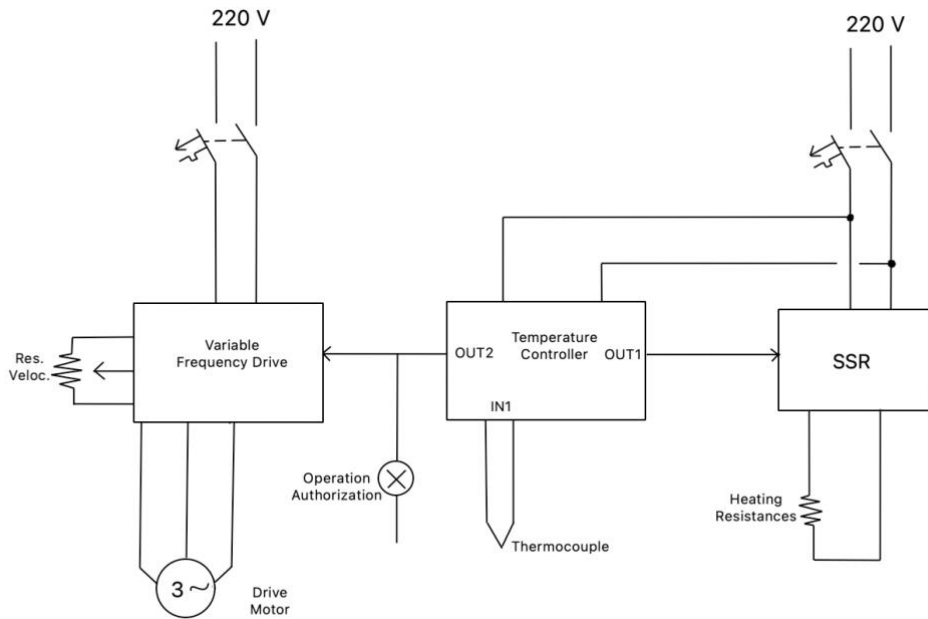 220 V
220 V
Variable
Frequency Drive
Res.
Veloc.
OUT2
Temperature
Controller
OUT1
IN1
SSR
Operation
Authorization
Thermocouple
Heating
Resistances
3~
Drive
Motor